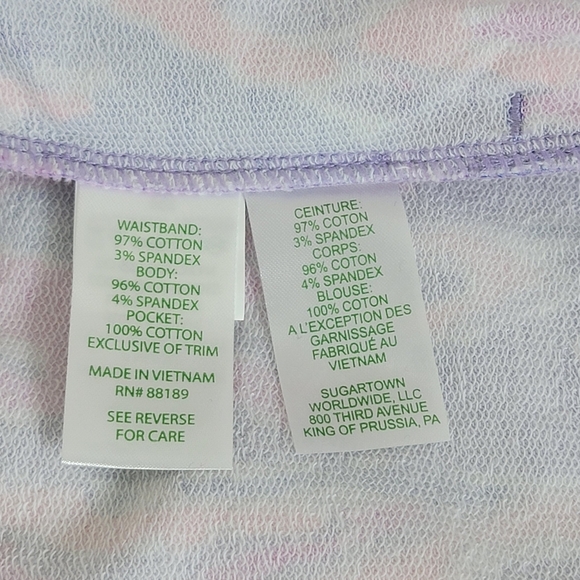 WAISTBAND:
97% COTTON
3% SPANDEX
BODY:
96% COTTON
4% SPANDEX
POCKET:
100% COTTON
EXCLUSIVE OF TRIM
MADE IN VIETNAM
RN# 88189
SEE REVERSE
FOR CARE
CEINTURE:
97% COTON
3% SPANDEX
CORPS:
96% COTON
4% SPANDEX
BLOUSE:
100% COTON
A L'EXCEPTION DES
GARNISSAGE
FABRIQUÉ AU
VIETNAM
SUGARTOWN
WORLDWIDE, LLC
800 THIRD AVENUE
KING OF PRUSSIA, PA